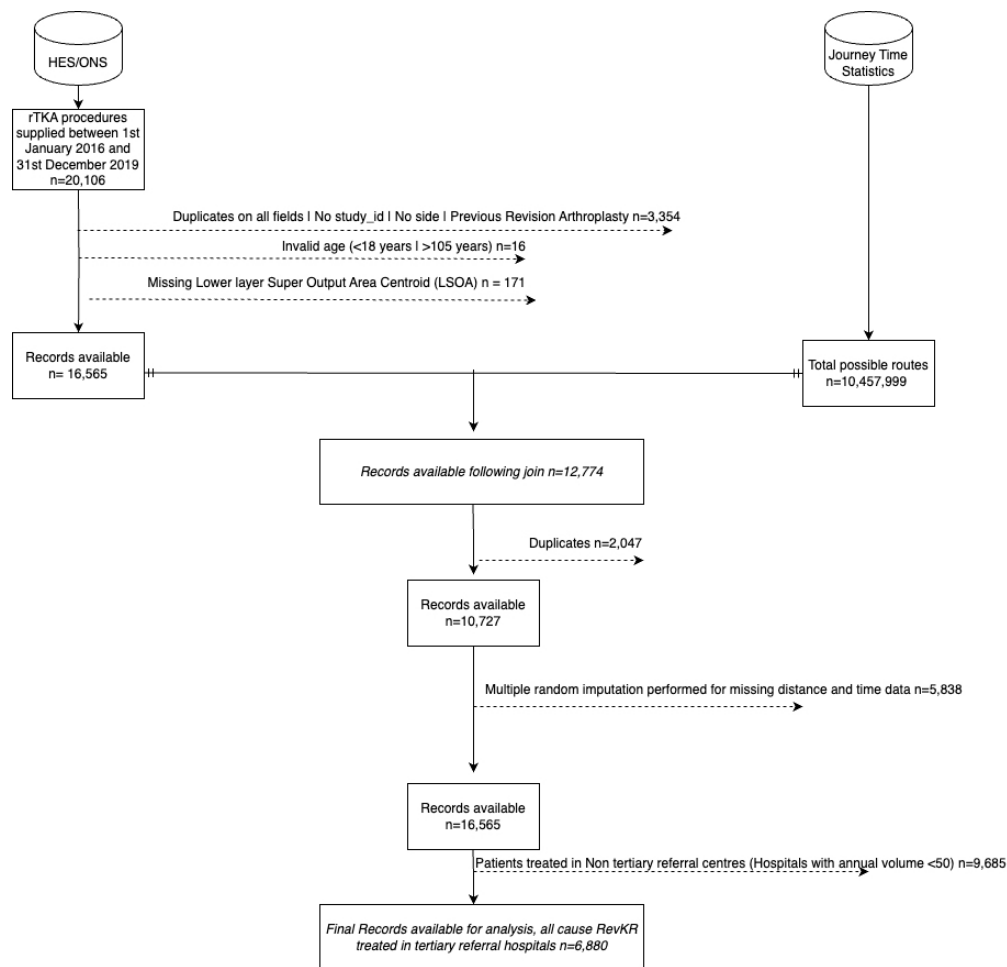 HES/ONS
Journey Time
Statistics
rTKA procedures
supplied between 1st
January 2016 and
31st December 2019
n=20,106
Duplicates on all fields | No study_id | No side | Previous Revision Arthroplasty n=3,354
Invalid age (<18 years | >105 years) n=16
Missing Lower layer Super Output Area Centroid (LSOA) n = 171
Records available
n= 16,565
Total possible routes
n=10,457,999
Records available following join n=12,774
Duplicates n=2,047
Records available
n=10,727
Multiple random imputation performed for missing distance and time data n=5,838
Records available
n=16,565
Patients treated in Non tertiary referral centres (Hospitals with annual volume <50) n=9,685
Final Records available for analysis, all cause RevKR
treated in tertiary referral hospitals n=6,880